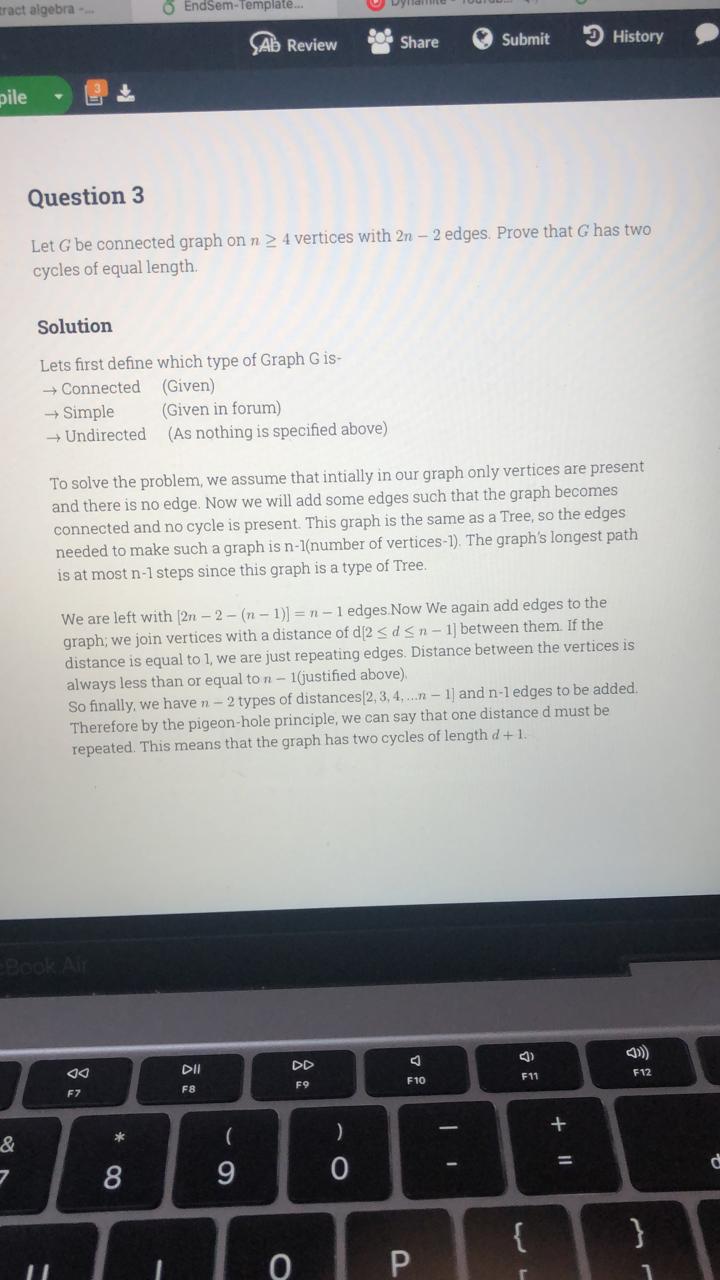 tract algebra -...
EndSem-Template...
Review
Share
Submit
History
pile
3
Question 3
Let G be connected graph on n ≥ 4 vertices with 2n − 2 edges. Prove that G has two
cycles of equal length.
Solution
Lets first define which type of Graph G is-
→ Connected (Given)
→ Simple (Given in forum)
→ Undirected (As nothing is specified above)
To solve the problem, we assume that intially in our graph only vertices are present
and there is no edge. Now we will add some edges such that the graph becomes
connected and no cycle is present. This graph is the same as a Tree, so the edges
needed to make such a graph is n-1(number of vertices-1). The graph's longest path
is at most n-1 steps since this graph is a type of Tree.
We are left with [2n − 2 − (n − 1)] = n − 1 edges.Now We again add edges to the
graph; we join vertices with a distance of d[2 ≤ d ≤ n − 1] between them. If the
distance is equal to 1, we are just repeating edges. Distance between the vertices is
always less than or equal to n − 1(justified above).
So finally, we have n − 2 types of distances[2, 3, 4, ...n − 1] and n-1 edges to be added.
Therefore by the pigeon-hole principle, we can say that one distance d must be
repeated. This means that the graph has two cycles of length d + 1.
Book Air
F7
F8
F9
F10
F11
F12
&
7
*
8
(
9
)
0
—
-
+
=
d
U
I
O
P
{
[
}
]